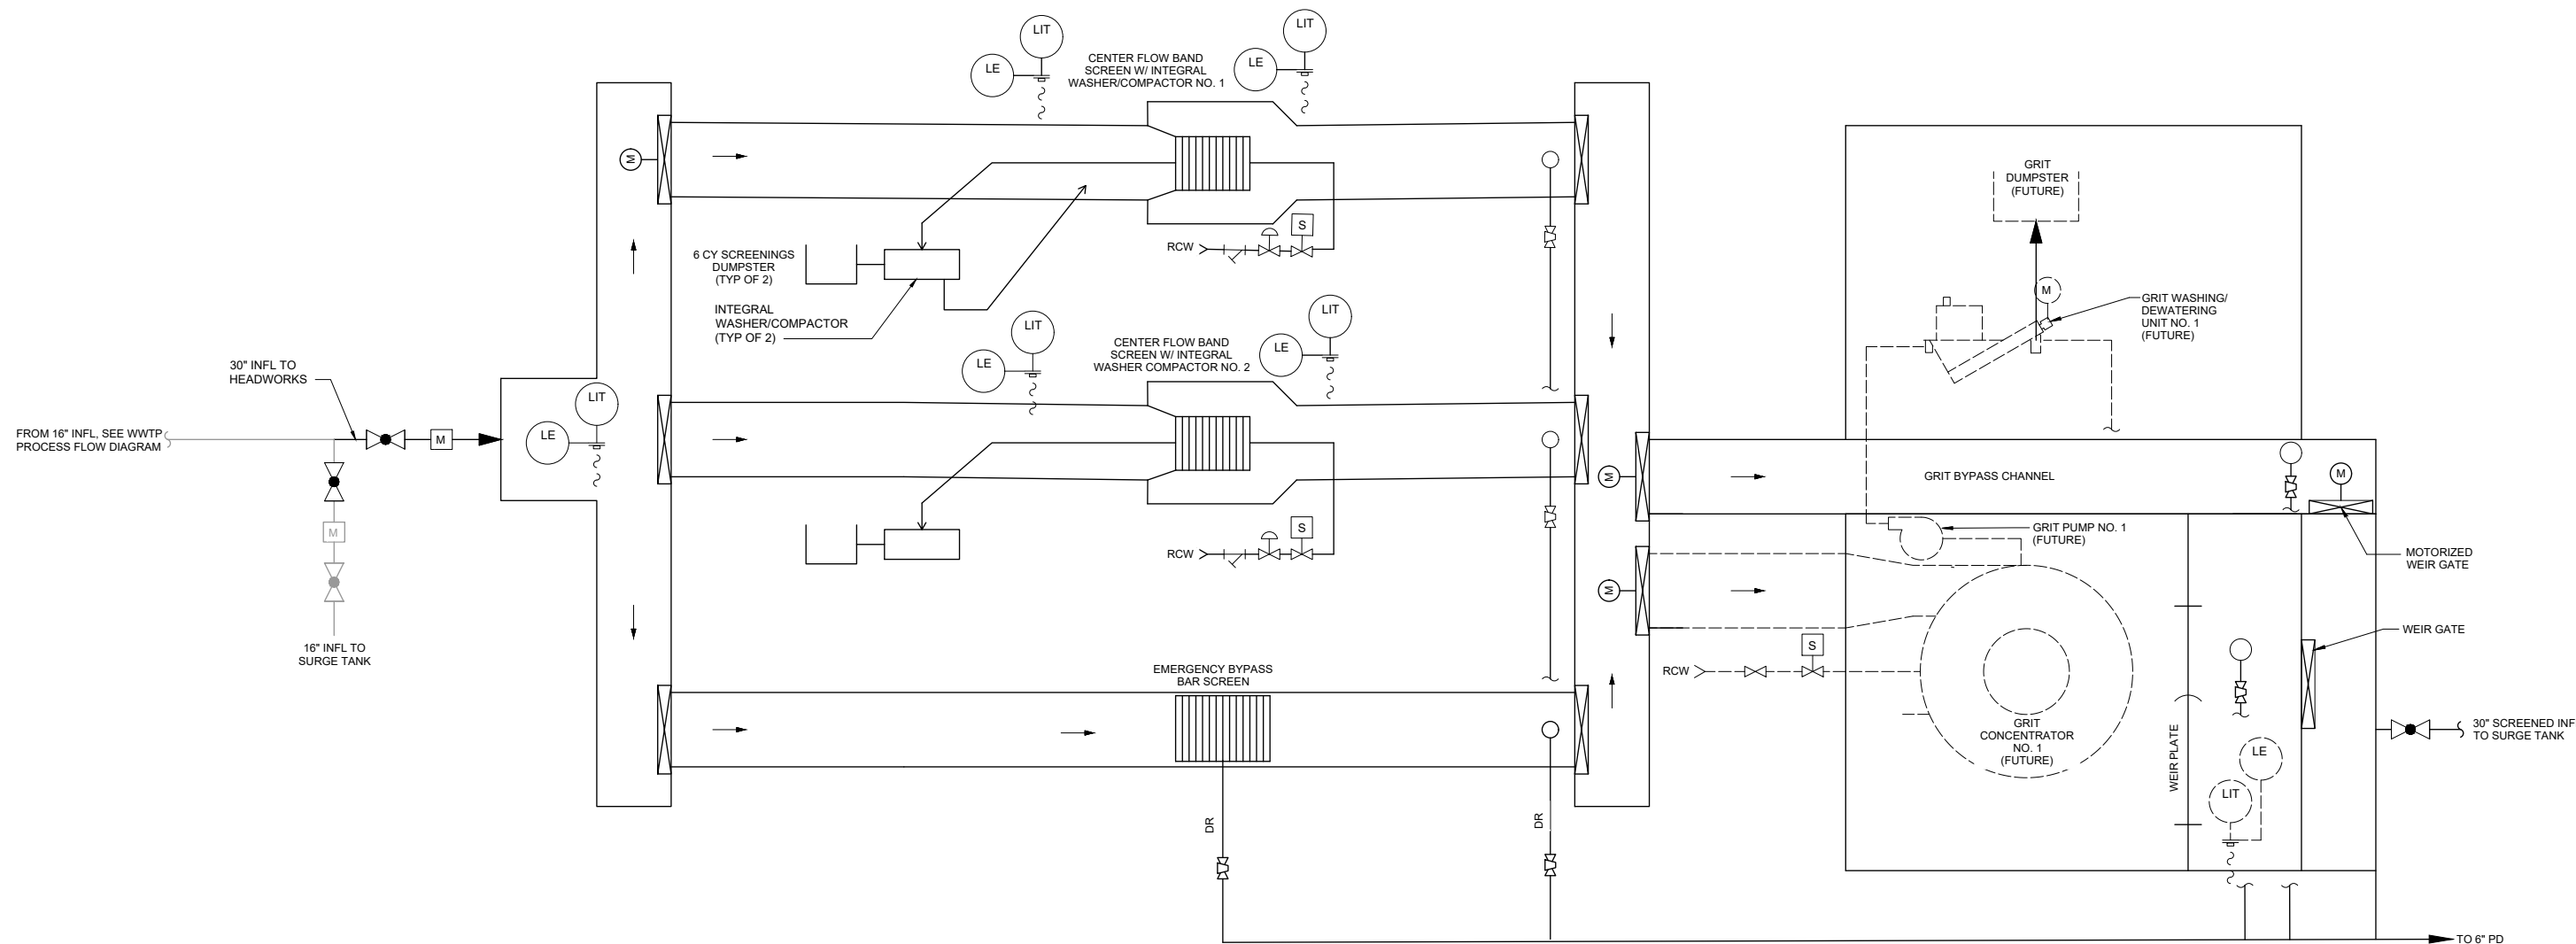 LIT
LE
CENTER FLOW BAND
SCREEN W/ INTEGRAL
WASHER/COMPACTOR NO. 1
LIT
LE
M
RCW
S
6 CY SCREENINGS
DUMPSTER
(TYP OF 2)
INTEGRAL
WASHER/COMPACTOR
(TYP OF 2)
LIT
LE
CENTER FLOW BAND
SCREEN W/ INTEGRAL
WASHER COMPACTOR NO. 2
LIT
LE
GRIT
DUMPSTER
(FUTURE)
M
GRIT WASHING/
DEWATERING
UNIT NO. 1
(FUTURE)
30" INFL TO
HEADWORKS
FROM 16" INFL, SEE WWTP
PROCESS FLOW DIAGRAM
M
LIT
LE
M
16" INFL TO
SURGE TANK
RCW
S
M
GRIT BYPASS CHANNEL
M
GRIT PUMP NO. 1
(FUTURE)
MOTORIZED
WEIR GATE
M
WEIR GATE
EMERGENCY BYPASS
BAR SCREEN
RCW
S
GRIT
CONCENTRATOR
NO. 1
(FUTURE)
WEIR PLATE
LE
LIT
30" SCREENED INF
TO SURGE TANK
DR
DR
TO 6" PD